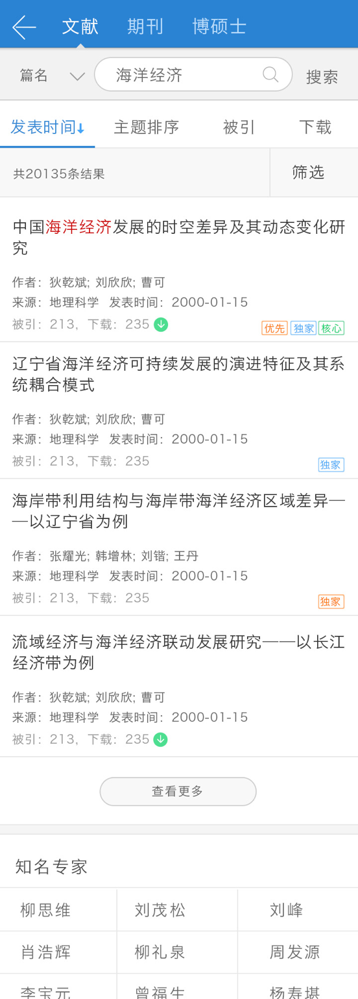 文献 期刊 博硕士
篇名 海洋经济 搜索
发表时间↓ 主题排序 被引 下载
共20135条结果 筛选
中国海洋经济发展的时空差异及其动态变化研
究
作者：狄乾斌; 刘欣欣; 曹可
来源：地理科学 发表时间：2000-01-15
被引：213，下载：235
优先 独家 核心
辽宁省海洋经济可持续发展的演进特征及其系
统耦合模式
作者：狄乾斌; 刘欣欣; 曹可
来源：地理科学 发表时间：2000-01-15
被引：213，下载：235
独家
海岸带利用结构与海岸带海洋经济区域差异—
—以辽宁省为例
作者：张耀光; 韩增林; 刘锴; 王丹
来源：地理科学 发表时间：2000-01-15
被引：213，下载：235
独家
流域经济与海洋经济联动发展研究——以长江
经济带为例
作者：狄乾斌; 刘欣欣; 曹可
来源：地理科学 发表时间：2000-01-15
被引：213，下载：235
查看更多
知名专家
柳思维 刘茂松 刘峰
肖浩辉 柳礼泉 周发源
李宝元 曾福生 杨寿堪